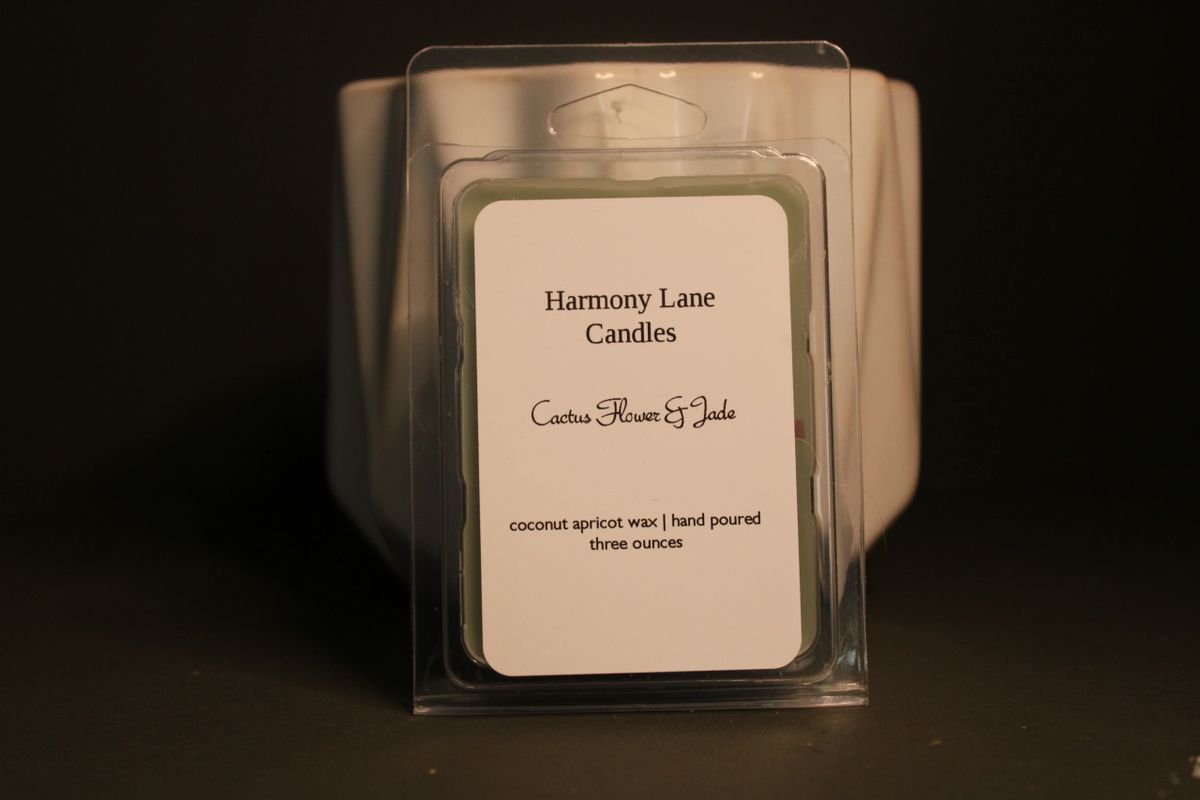 Harmony Lane
Candles
Cactus Flower & Jade
coconut apricot wax | hand poured
three ounces